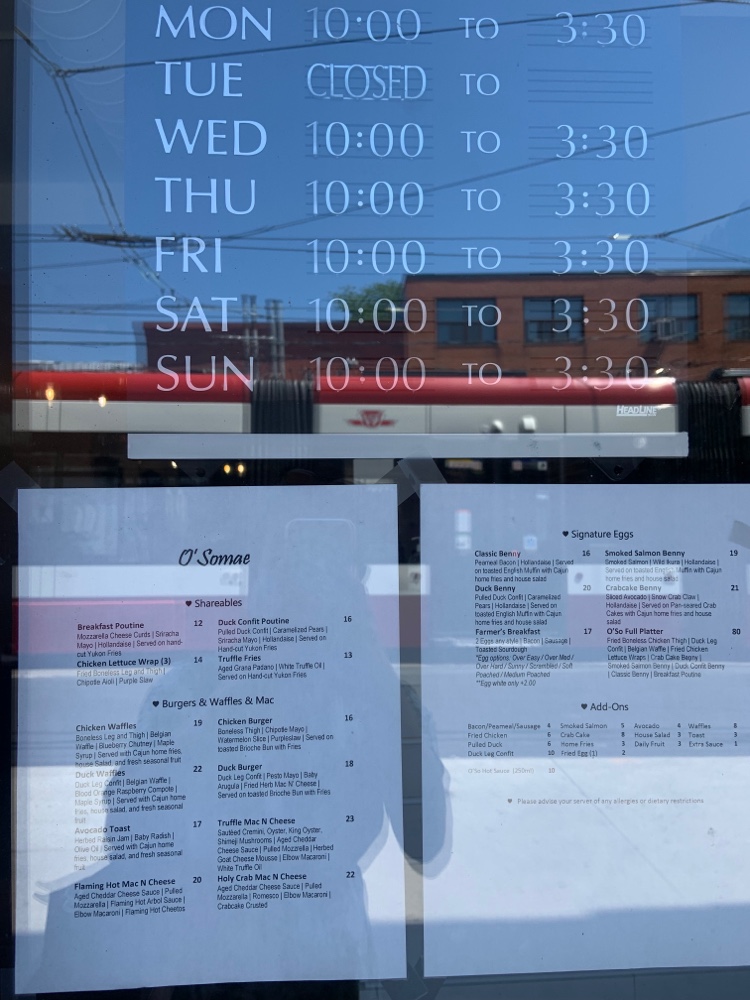 MON 10:00 TO 3:30
TUE CLOSED TO
WED 10:00 TO 3:30
THU 10:00 TO 3:30
FRI 10:00 TO 3:30
SAT 10:00 TO 3:30
SUN 10:00 TO 3:30
HEADLINE
O'Somae
♥ Shareables
Breakfast Poutine 12
Mozzarella Cheese Curds | Sriracha
Mayo | Hollandaise | Served on hand-
cut Yukon Fries
Chicken Lettuce Wrap (3) 14
Fried Boneless Leg and Thigh |
Chipotle Aioli | Purple Slaw
Duck Confit Poutine 16
Pulled Duck Confit | Caramelized Pears |
Sriracha Mayo | Hollandaise | Served on
Hand-cut Yukon Fries
Truffle Fries 13
Aged Grana Padano | White Truffle Oil |
Served on Hand-cut Yukon Fries
♥ Burgers & Waffles & Mac
Chicken Waffles 19
Boneless Leg and Thigh | Belgian
Waffle | Blueberry Chutney | Maple
Syrup | Served with Cajun home fries,
house Salad, and fresh seasonal fruit
Duck Waffles 22
Duck Leg Confit | Belgian Waffle |
Blood Orange Raspberry Compote |
Maple Syrup | Served with Cajun home
fries, house salad, and fresh seasonal
fruit
Avocado Toast 17
Herbed Raisin Jam | Baby Radish |
Olive Oil | Served with Cajun home
fries, house salad, and fresh seasonal
fruit
Flaming Hot Mac N Cheese 20
Aged Cheddar Cheese Sauce | Pulled
Mozzarella | Flaming Hot Arbol Sauce |
Elbow Macaroni | Flaming Hot Cheetos
Chicken Burger 16
Boneless Thigh | Chipotle Mayo |
Watermelon Slice | Purpleslaw | Served on
toasted Brioche Bun with Fries
Duck Burger 18
Duck Leg Confit | Pesto Mayo | Baby
Arugula | Fried Herb Mac N' Cheese |
Served on toasted Brioche Bun with Fries
Truffle Mac N Cheese 23
Sautéed Cremini, Oyster, King Oyster,
Shimeji Mushrooms | Aged Cheddar
Cheese Sauce | Pulled Mozzrella | Herbed
Goat Cheese Mousse | Elbow Macaroni |
White Truffle Oil
Holy Crab Mac N Cheese 22
Aged Cheddar Cheese Sauce | Pulled
Mozzarella | Romesco | Elbow Macaroni |
Crabcake Crusted
♥ Signature Eggs
Classic Benny 16
Peameal Bacon | Hollandaise | Served
on toasted English Muffin with Cajun
home fries and house salad
Duck Benny 20
Pulled Duck Confit | Caramelized
Pears | Hollandaise | Served on
toasted English Muffin with Cajun
home fries and house salad
Farmer's Breakfast 17
2 Eggs any style | Bacon | Sausage |
Toasted Sourdough
*Egg options: Over Easy / Over Med /
Over Hard / Sunny / Scrambled / Soft
Poached / Medium Poached
**Egg white only +2.00
Smoked Salmon Benny 19
Smoked Salmon | Wild Ikura | Hollandaise |
Served on toasted English Muffin with Cajun
home fries and house salad
Crabcake Benny 21
Sliced Avocado | Snow Crab Claw |
Hollandaise | Served on Pan-seared Crab
Cakes with Cajun home fries and house
salad
O'So Full Platter 80
Fried Boneless Chicken Thigh | Duck Leg
Confit | Belgian Waffle | Fried Chicken
Lettuce Wraps | Crab Cake Benny |
Smoked Salmon Benny | Duck Confit Benny
| Classic Benny | Breakfast Poutine
♥ Add-Ons
Bacon/Peameal/Sausage 4 Smoked Salmon 5 Avocado 4 Waffles 8
Fried Chicken 6 Crab Cake 8 House Salad 3 Toast 3
Pulled Duck 6 Home Fries 3 Daily Fruit 3 Extra Sauce 1
Duck Leg Confit 10 Fried Egg (1) 2
O'So Hot Sauce (250ml) 10
♥ Please advise your server of any allergies or dietary restrictions